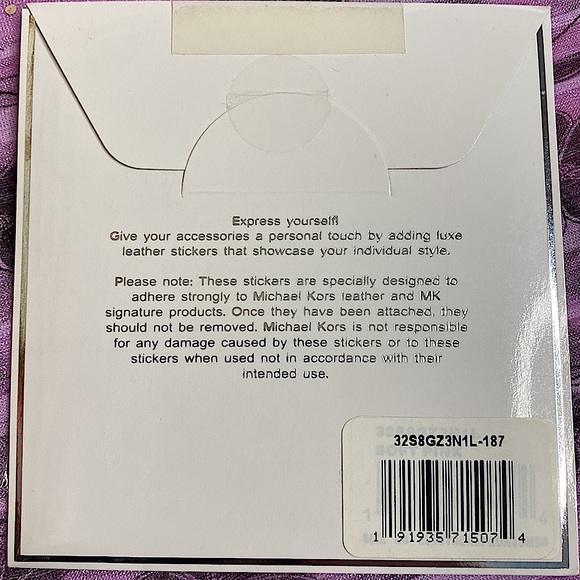 Express yourself!
Give your accessories a personal touch by adding luxe
leather stickers that showcase your individual style.
Please note: These stickers are specially designed to
adhere strongly to Michael Kors leather and MK
signature products. Once they have been attached, they
should not be removed. Michael Kors is not responsible
for any damage caused by these stickers or to these
stickers when used not in accordance with their
intended use.
32S8GZ3N1L-187
SOFT PINK
1 91935 71507 4